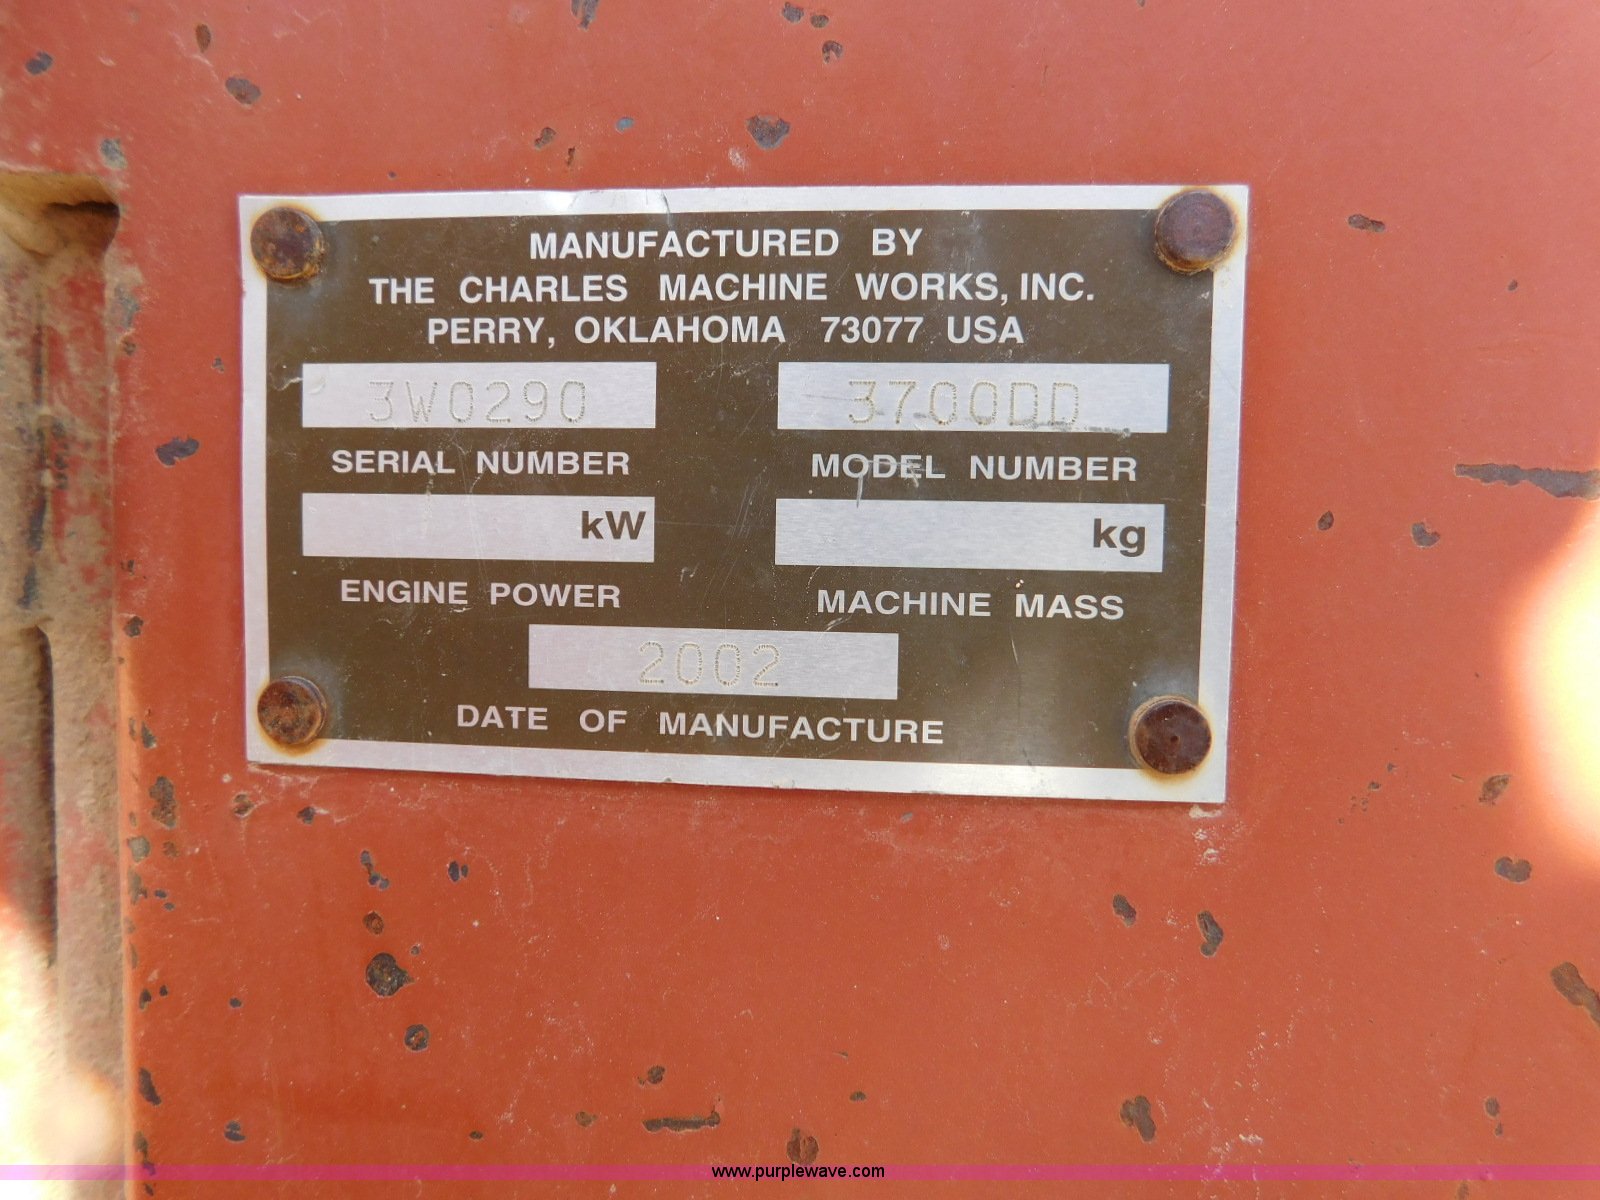 MANUFACTURED BY
THE CHARLES MACHINE WORKS, INC.
PERRY, OKLAHOMA 73077 USA
3W0290 3700DD
SERIAL NUMBER MODEL NUMBER
kW kg
ENGINE POWER MACHINE MASS
2002
DATE OF MANUFACTURE
www.purplewave.com